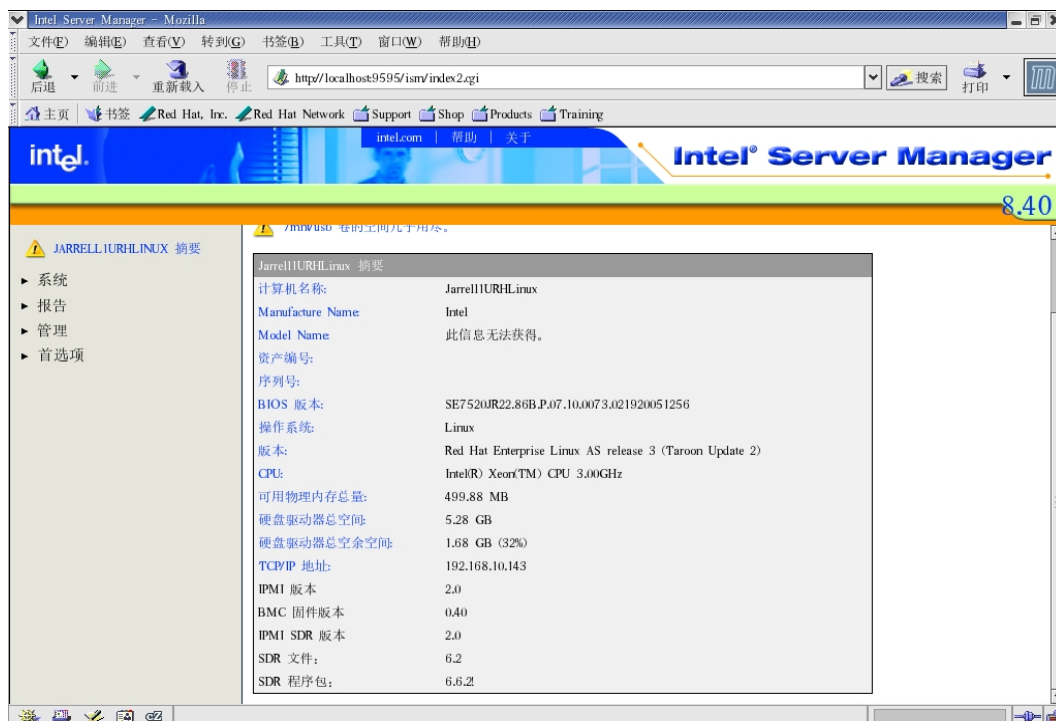 Intel Server Manager - Mozilla
文件(F) 编辑(E) 查看(V) 转到(G) 书签(B) 工具(T) 窗口(W) 帮助(H)
后退 前进 重新载入 停止 http://localhost:9595/ism/index2.cgi 搜索 打印
主页 书签 Red Hat, Inc. Red Hat Network Support Shop Products Training
intel.com | 帮助 | 关于
intel.
Intel® Server Manager
8.40
/mnt/usb 卷的空间几乎用尽。
JARRELL1URHLINUX 摘要
系统
报告
管理
首选项
Jarrell1URHLinux 摘要
计算机名称: Jarrell1URHLinux
Manufacture Name: Intel
Model Name: 此信息无法获得。
资产编号:
序列号:
BIOS 版本: SE7520JR22.86B.P.07.10.0073.021920051256
操作系统: Linux
版本: Red Hat Enterprise Linux AS release 3 (Taroon Update 2)
CPU: Intel(R) Xeon(TM) CPU 3.00GHz
可用物理内存总量: 499.88 MB
硬盘驱动器总空间: 5.28 GB
硬盘驱动器总空余空间: 1.68 GB (32%)
TCP/IP 地址: 192.168.10.143
IPMI 版本 2.0
BMC 固件版本 0.40
IPMI SDR 版本 2.0
SDR 文件: 6.2
SDR 程序包: 6.6.2!